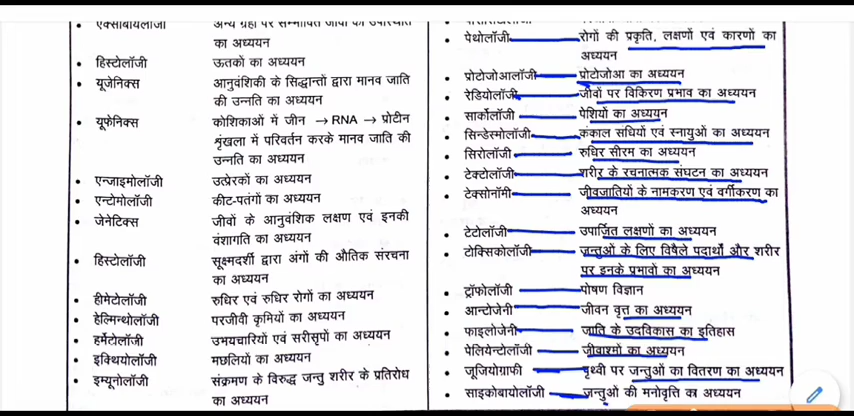 एक्सोबायोलॉजी अन्य ग्रहों पर सम्भावित जीवों की उपस्थिति
का अध्ययन
• हिस्टोलॉजी ऊतकों का अध्ययन
• यूजेनिक्स आनुवंशिकी के सिद्धान्तों द्वारा मानव जाति
की उन्नति का अध्ययन
• यूफेनिक्स कोशिकाओं में जीन → RNA → प्रोटीन
शृंखला में परिवर्तन करके मानव जाति की
उन्नति का अध्ययन
• एन्जाइमोलॉजी उत्प्रेरकों का अध्ययन
• एन्टोमोलॉजी कीट-पतंगों का अध्ययन
• जेनेटिक्स जीवों के आनुवंशिक लक्षण एवं इनकी
वंशागति का अध्ययन
• हिस्टोलॉजी सूक्ष्मदर्शी द्वारा अंगों की औतिक संरचना
का अध्ययन
• हीमेटोलॉजी रुधिर एवं रुधिर रोगों का अध्ययन
• हेल्मिन्थोलॉजी परजीवी कृमियों का अध्ययन
• हर्मेटोलॉजी उभयचारियों एवं सरीसृपों का अध्ययन
• इक्थियोलॉजी मछलियों का अध्ययन
• इम्यूनोलॉजी संक्रमण के विरुद्ध जन्तु शरीर के प्रतिरोध
का अध्ययन
• पेथोलॉजी रोगों की प्रकृति, लक्षणों एवं कारणों का
अध्ययन
• प्रोटोजोआलॉजी प्रोटोजोआ का अध्ययन
• रेडियोलॉजी जीवों पर विकिरण प्रभाव का अध्ययन
• सार्कोलॉजी पेशियों का अध्ययन
• सिन्डेस्मोलॉजी कंकाल सधियों एवं स्नायुओं का अध्ययन
• सिरोलॉजी रुधिर सीरम का अध्ययन
• टेक्टोलॉजी शरीर के रचनात्मक संघटन का अध्ययन
• टेक्सोनॉमी जीवजातियों के नामकरण एवं वर्गीकरण का
अध्ययन
• टेटोलॉजी उपार्जित लक्षणों का अध्ययन
• टोक्सिकोलॉजी जन्तुओं के लिए विषैले पदार्थों और शरीर
पर इनके प्रभावों का अध्ययन
• ट्रॉफोलॉजी पोषण विज्ञान
• आन्टोजेनी जीवन वृत्त का अध्ययन
• फाइलोजेनी जाति के उदविकास का इतिहास
• पेलियेन्टोलॉजी जीवाश्मों का अध्ययन
• जूजियोग्राफी पृथ्वी पर जन्तुओं का वितरण का अध्ययन
• साइकोबायोलॉजी जन्तुओं की मनोवृत्ति का अध्ययन